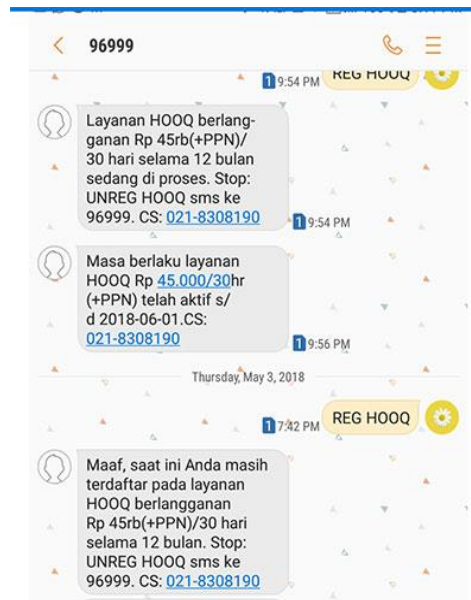 96999
REG HOOQ
1 9:54 PM
Layanan HOOQ berlang-
ganan Rp 45rb(+PPN)/
30 hari selama 12 bulan
sedang di proses. Stop:
UNREG HOOQ sms ke
96999. CS: 021-8308190
1 9:54 PM
Masa berlaku layanan
HOOQ Rp 45.000/30hr
(+PPN) telah aktif s/
d 2018-06-01.CS:
021-8308190
1 9:56 PM
Thursday, May 3, 2018
1 7:42 PM
REG HOOQ
Maaf, saat ini Anda masih
terdaftar pada layanan
HOOQ berlangganan
Rp 45rb(+PPN)/30 hari
selama 12 bulan. Stop:
UNREG HOOQ sms ke
96999. CS: 021-8308190